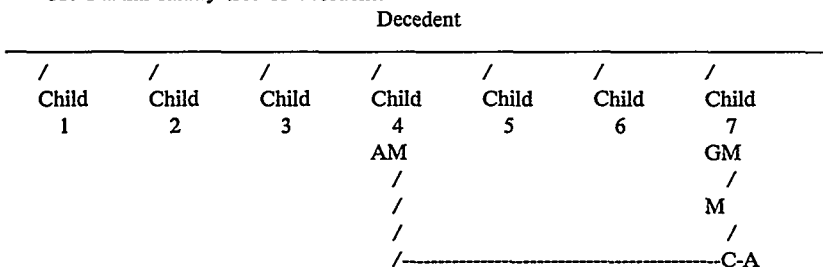 Decedent
/ / / / / / /
Child Child Child Child Child Child Child
1 2 3 4 5 6 7
AM GM
/ /
/ M
/ /
/------------------------------------------C-A